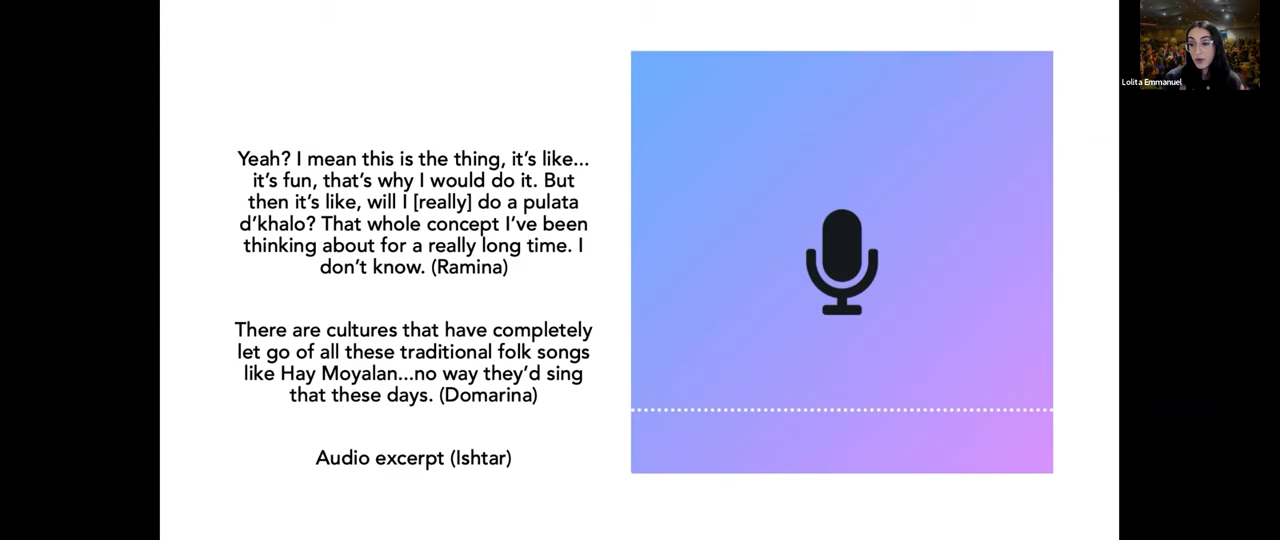 Yeah? I mean this is the thing, it’s like...
it’s fun, that’s why I would do it. But
then it’s like, will I [really] do a pulata
d’khalo? That whole concept I’ve been
thinking about for a really long time. I
don’t know. (Ramina)
There are cultures that have completely
let go of all these traditional folk songs
like Hay Moyalan...no way they’d sing
that these days. (Domarina)
Audio excerpt (Ishtar)
Lolita Emmanuel